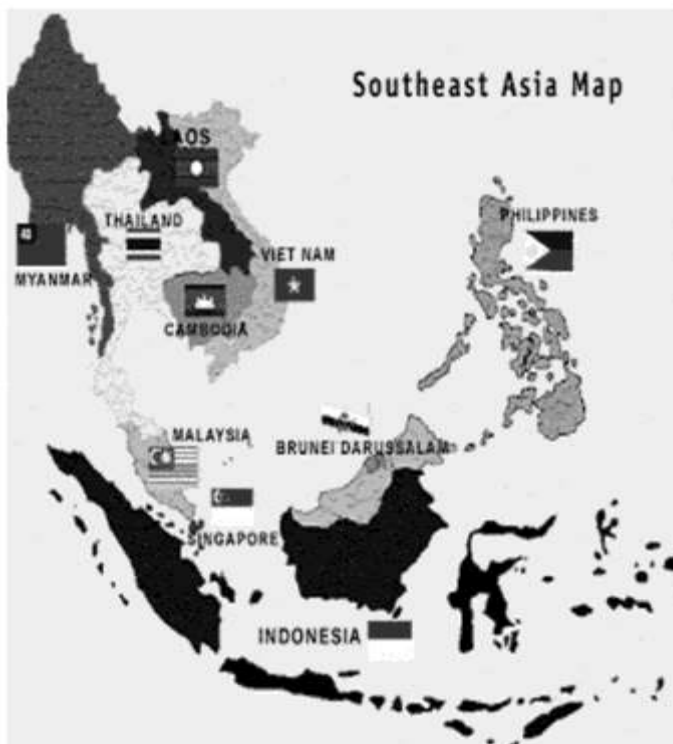 Southeast Asia Map
LAOS
THAILAND
PHILIPPINES
VIET NAM
MYANMAR
CAMBODIA
MALAYSIA
BRUNEI DARUSSALAM
SINGAPORE
INDONESIA